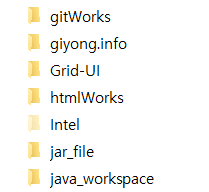 gitWorks
giyong.info
Grid-UI
htmlWorks
Intel
jar_file
java_workspace